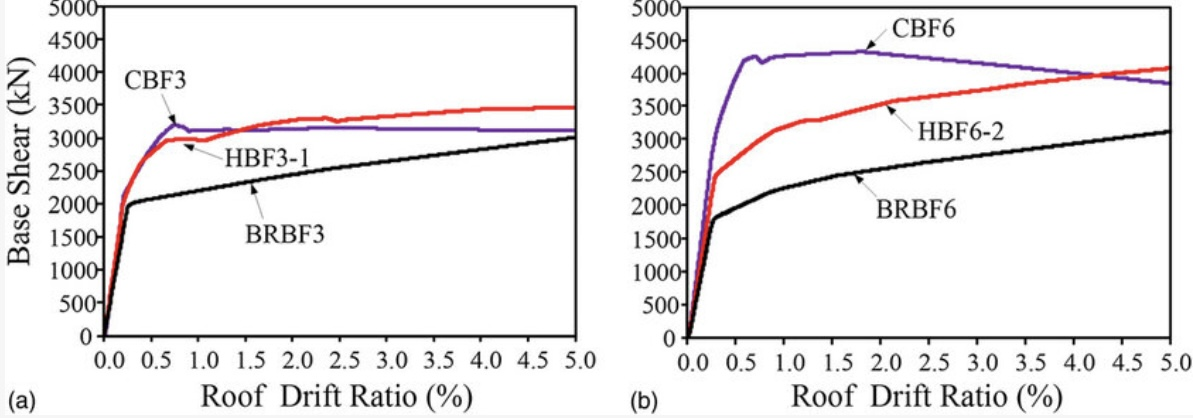 5000
4500
4000
3500
3000
2500
2000
1500
1000
500
0
Base Shear (kN)
CBF3
HBF3-1
BRBF3
0.0 0.5 1.0 1.5 2.0 2.5 3.0 3.5 4.0 4.5 5.0
(a) Roof Drift Ratio (%)
5000
4500
4000
3500
3000
2500
2000
1500
1000
500
0
CBF6
HBF6-2
BRBF6
0.0 0.5 1.0 1.5 2.0 2.5 3.0 3.5 4.0 4.5 5.0
(b) Roof Drift Ratio (%)